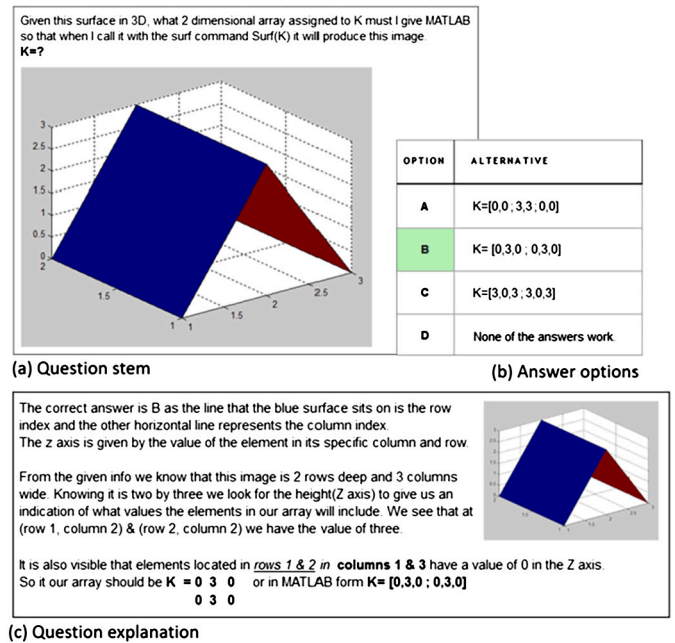 Given this surface in 3D, what 2 dimensional array assigned to K must I give MATLAB
so that when I call it with the surf command Surf(K) it will produce this image.
K=?
3
2.5
2
1.5
1
0.5
0
2
1.5
1
1
1.5
2
2.5
3
(a) Question stem
OPTION ALTERNATIVE
A K=[0,0 ; 3,3 ; 0,0]
B K= [0,3,0 ; 0,3,0]
C K=[3,0,3 ; 3,0,3]
D None of the answers work.
(b) Answer options
The correct answer is B as the line that the blue surface sits on is the row
index and the other horizontal line represents the column index.
The z axis is given by the value of the element in its specific column and row.
From the given info we know that this image is 2 rows deep and 3 columns
wide. Knowing it is two by three we look for the height(Z axis) to give us an
indication of what values the elements in our array will include. We see that at
(row 1, column 2) & (row 2, column 2) we have the value of three.
It is also visible that elements located in rows 1 & 2 in columns 1 & 3 have a value of 0 in the Z axis.
So it our array should be K = 0 3 0 or in MATLAB form K= [0,3,0 ; 0,3,0]
0 3 0
(c) Question explanation